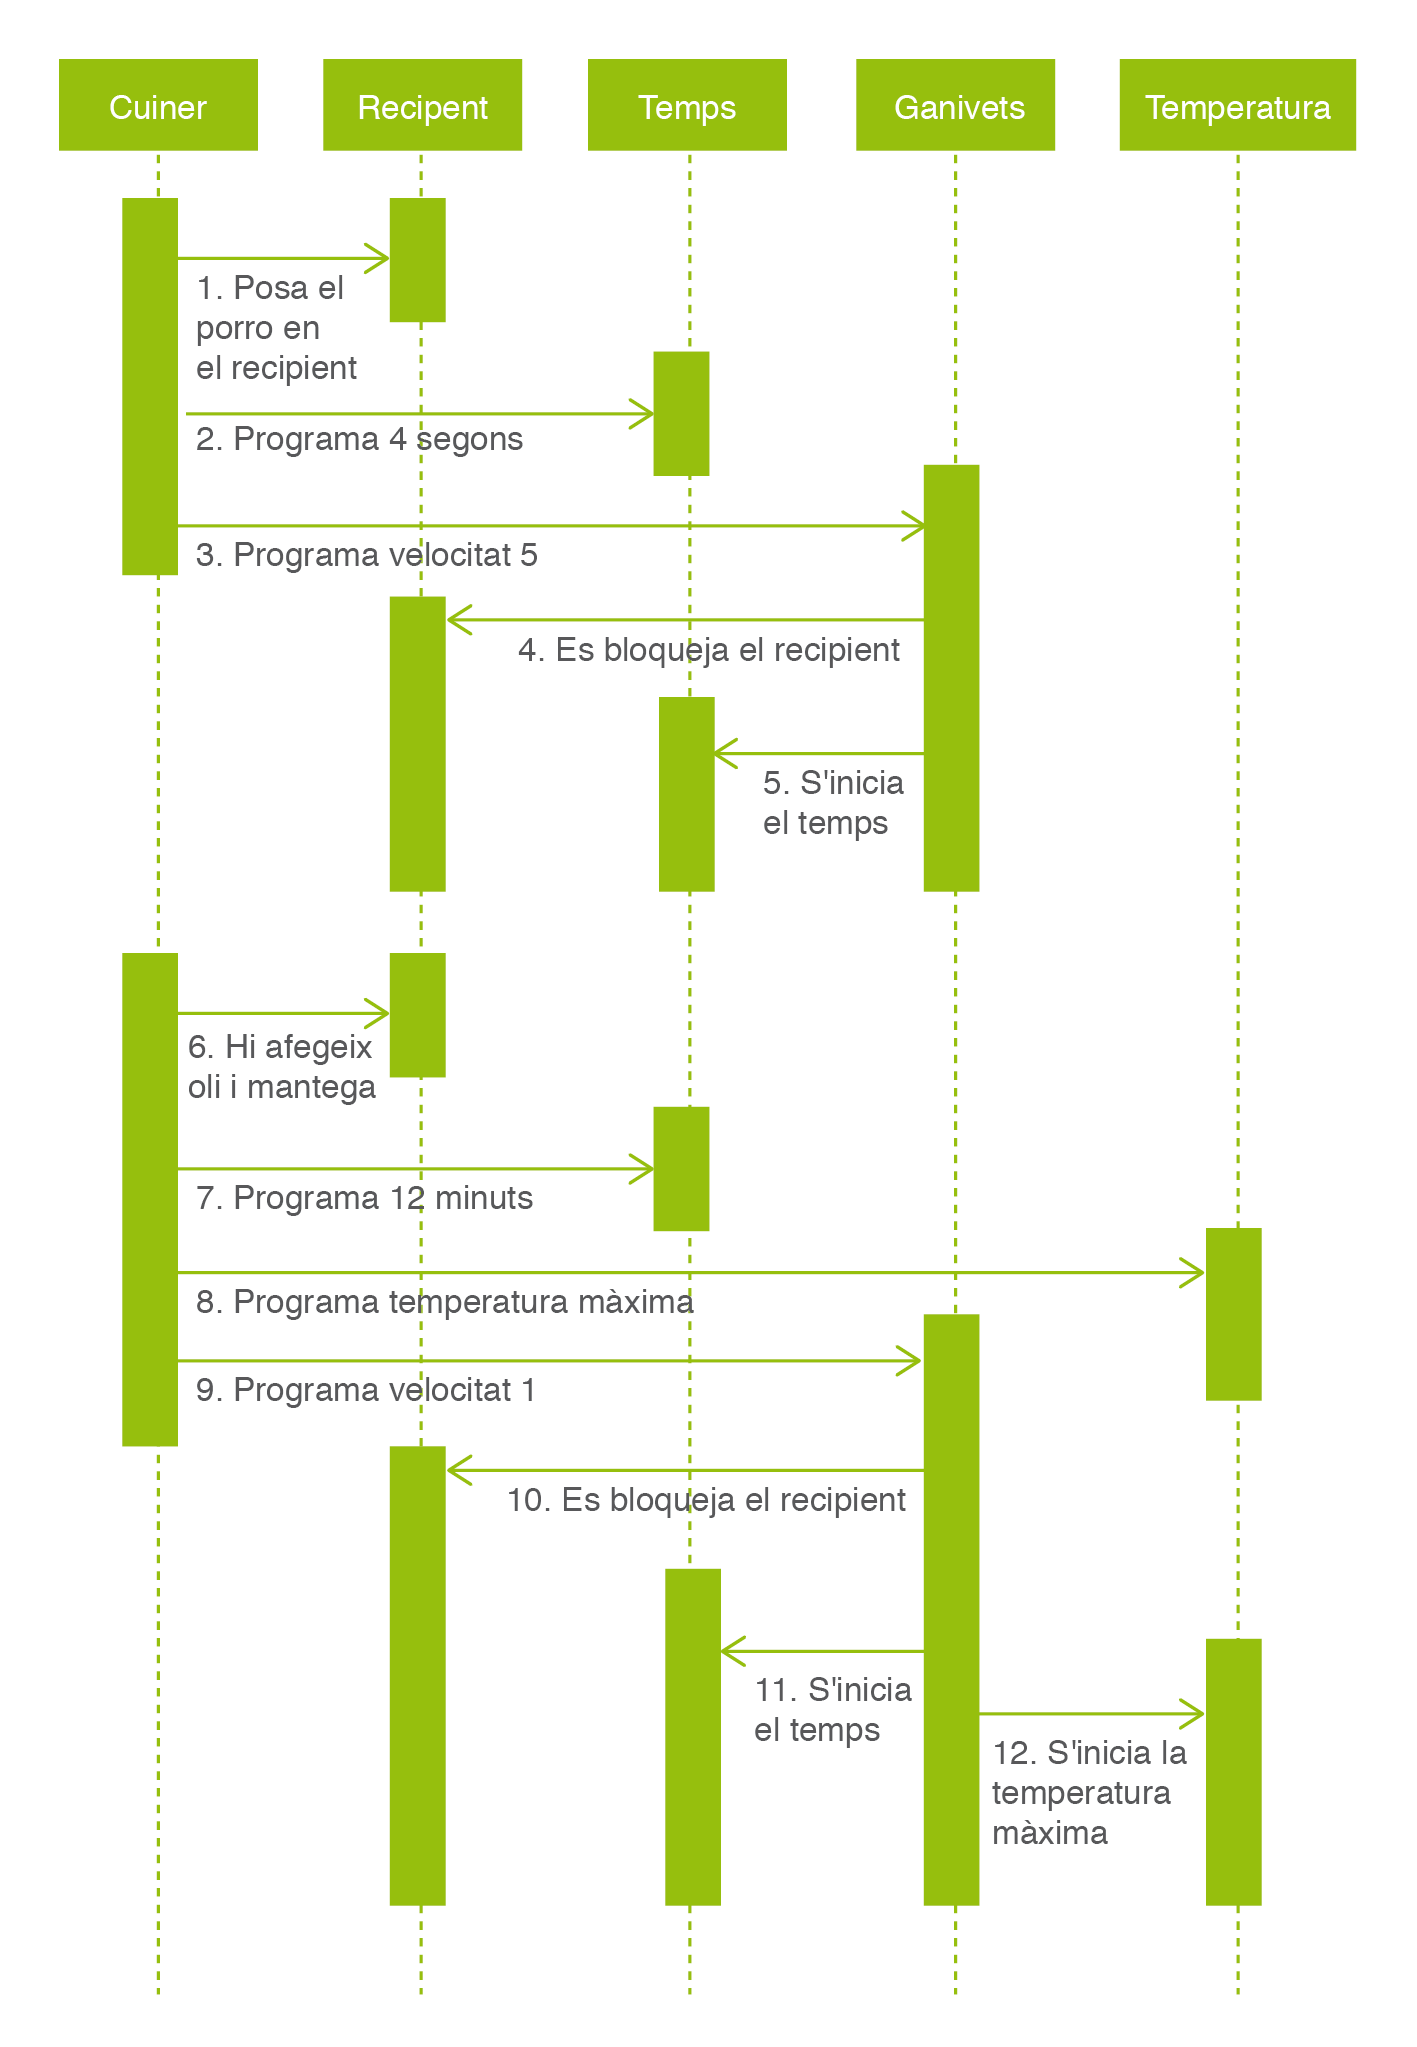 Cuiner
Recipent
Temps
Ganivets
Temperatura
1. Posa el
porro en
el recipient
2. Programa 4 segons
3. Programa velocitat 5
4. Es bloqueja el recipient
5. S'inicia
el temps
6. Hi afegeix
oli i mantega
7. Programa 12 minuts
8. Programa temperatura màxima
9. Programa velocitat 1
10. Es bloqueja el recipient
11. S'inicia
el temps
12. S'inicia la
temperatura
màxima